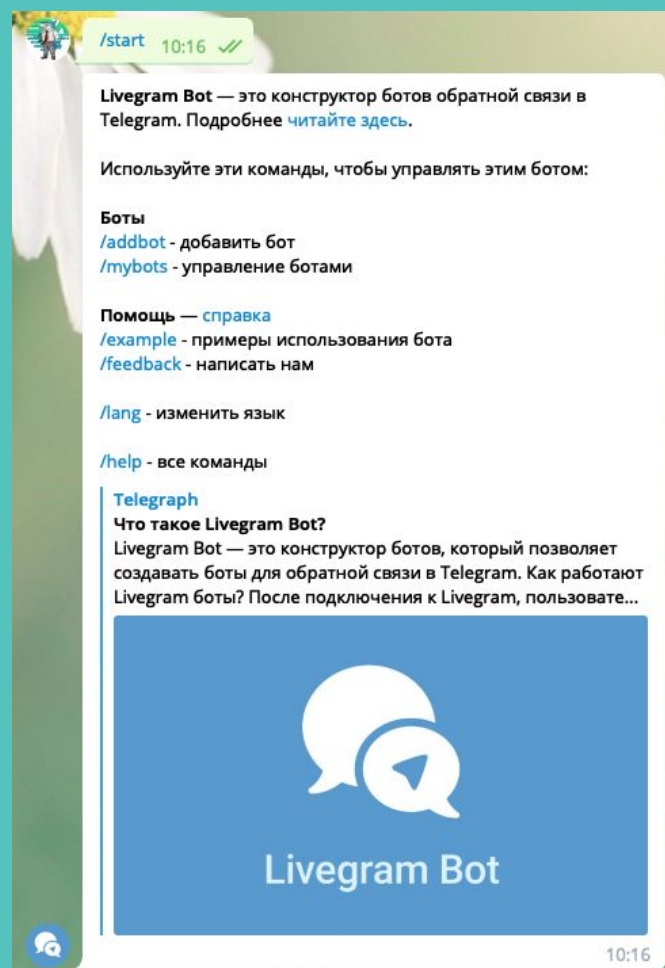 /start 10:16
Livegram Bot — это конструктор ботов обратной связи в
Telegram. Подробнее читайте здесь.
Используйте эти команды, чтобы управлять этим ботом:
Боты
/addbot - добавить бот
/mybots - управление ботами
Помощь — справка
/example - примеры использования бота
/feedback - написать нам
/lang - изменить язык
/help - все команды
Telegraph
Что такое Livegram Bot?
Livegram Bot — это конструктор ботов, который позволяет
создавать боты для обратной связи в Telegram. Как работают
Livegram боты? После подключения к Livegram, пользовате...
Livegram Bot
10:16